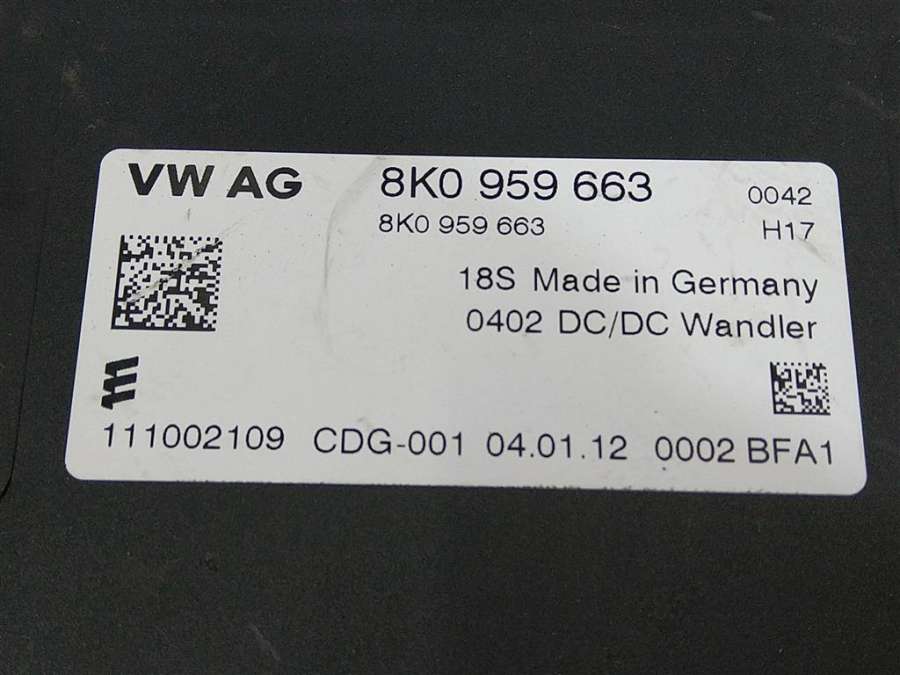 VW AG 8K0 959 663 0042
8K0 959 663 H17
18S Made in Germany
0402 DC/DC Wandler
111002109 CDG-001 04.01.12 0002 BFA1